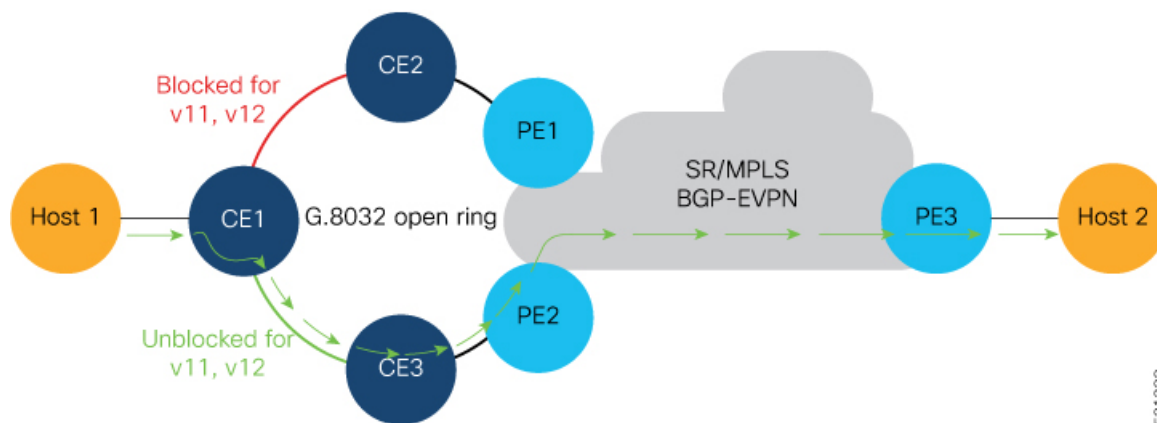 CE2
Blocked for
v11, v12
PE1
SR/MPLS
BGP-EVPN
Host 1
CE1
G.8032 open ring
PE3
Host 2
PE2
Unblocked for
v11, v12
CE3